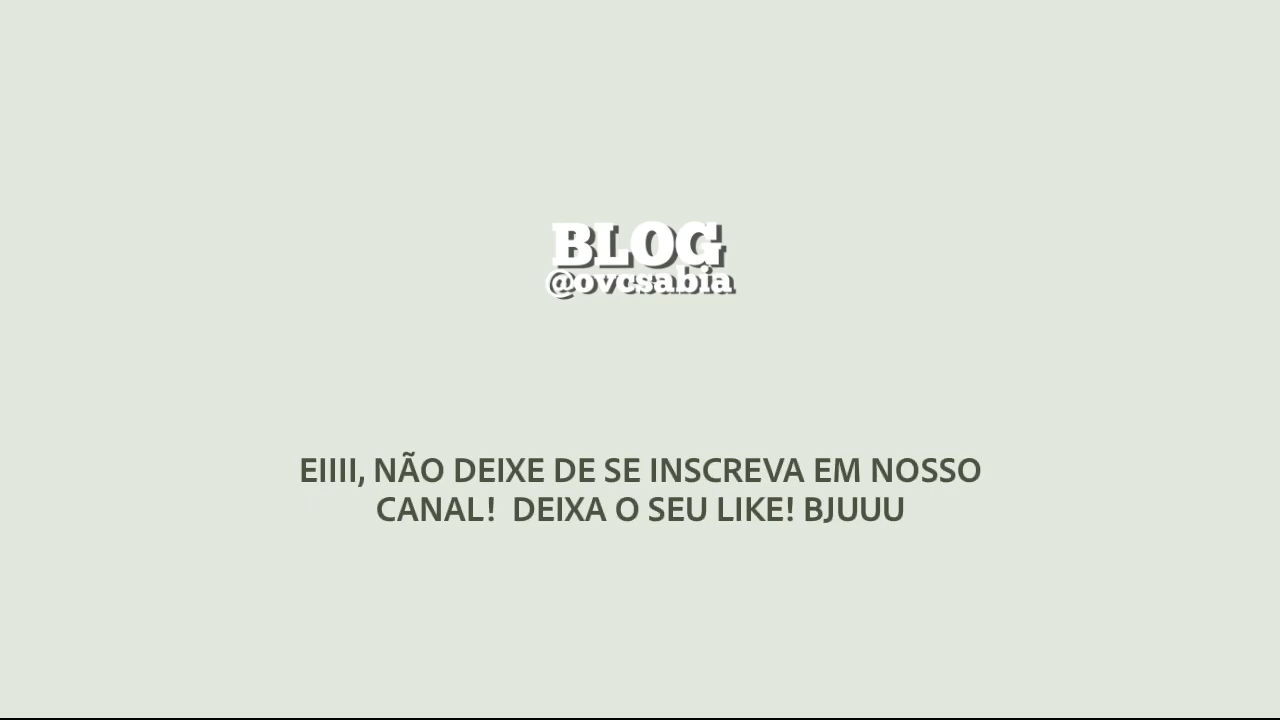 BLOG
@ovcsabia
EIIII, NÃO DEIXE DE SE INSCREVA EM NOSSO
CANAL!  DEIXA O SEU LIKE! BJUUU